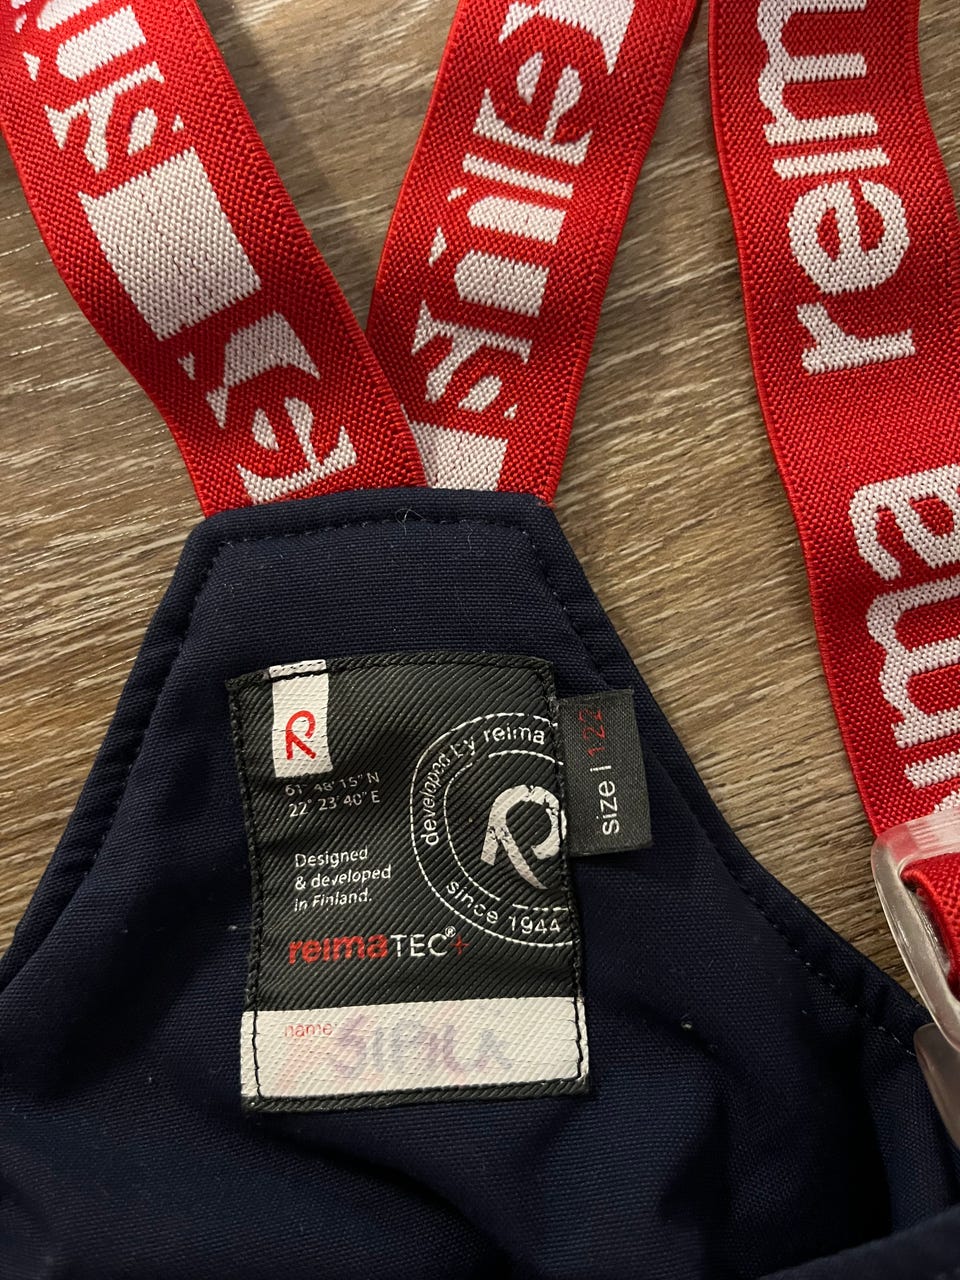 reima
reima
R
61° 48' 15" N
22° 23' 40" E
Designed
& developed
in Finland.
reimaTEC®+
developed by reima
R
since 1944
size | 122
name